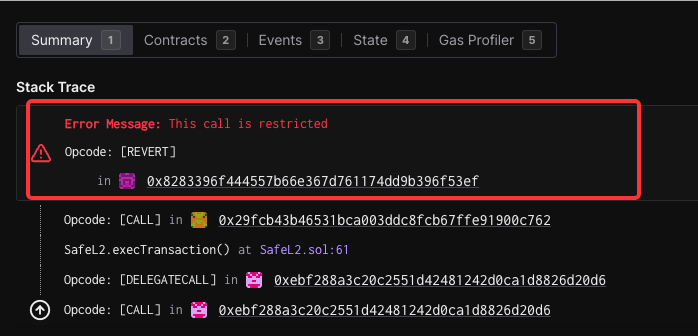 Summary 1 Contracts 2 Events 3 State 4 Gas Profiler 5
Stack Trace
Error Message: This call is restricted
Opcode: [REVERT]
in 0x8283396f444557b66e367d761174dd9b396f53ef
Opcode: [CALL] in 0x29fcb43b46531bca003ddc8fcb67ffe91900c762
SafeL2.execTransaction() at SafeL2.sol:61
Opcode: [DELEGATECALL] in 0xebf288a3c20c2551d42481242d0ca1d8826d20d6
Opcode: [CALL] in 0xebf288a3c20c2551d42481242d0ca1d8826d20d6